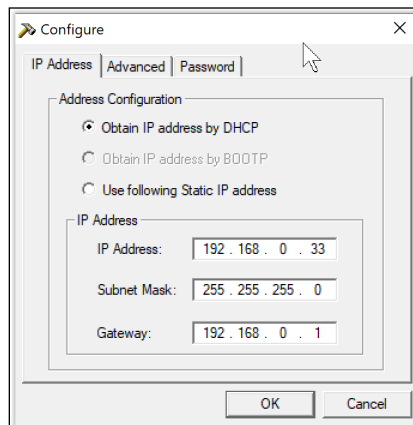 Configure
IP Address Advanced Password
Address Configuration
Obtain IP address by DHCP
Obtain IP address by BOOTP
Use following Static IP address
IP Address
IP Address: 192 . 168 . 0 . 33
Subnet Mask: 255 . 255 . 255 . 0
Gateway: 192 . 168 . 0 . 1
OK Cancel